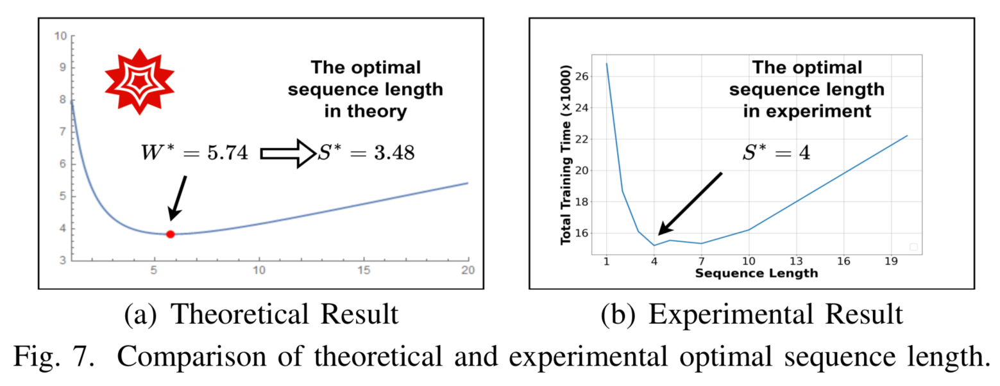 10
9
8
7
6
5
4
3
5
10
15
20
The optimal
sequence length
in theory
W* = 5.74
S* = 3.48
(a) Theoretical Result
Total Training Time (×1000)
26
24
22
20
18
16
1
4
7
10
13
16
19
Sequence Length
The optimal
sequence length
in experiment
S* = 4
(b) Experimental Result
Fig. 7. Comparison of theoretical and experimental optimal sequence length.